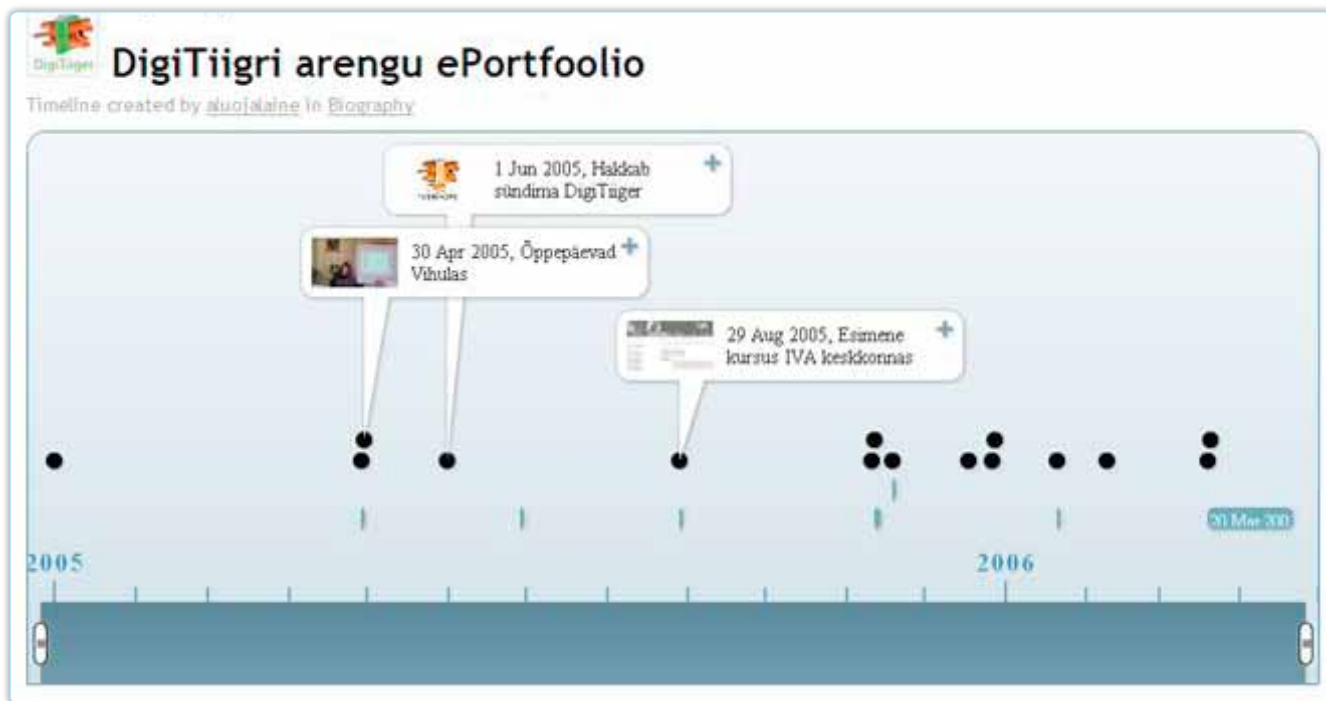 DigiTiiger
DigiTiigri arengu ePortfoolio
Timeline created by aluojalaine in Biography
1 Jun 2005, Hakkab
sündima DigiTiiger
30 Apr 2005, Õppepäevad
Vihulas
29 Aug 2005, Esimene
kursus IVA keskkonnas
20 Mar 200
2005
2006